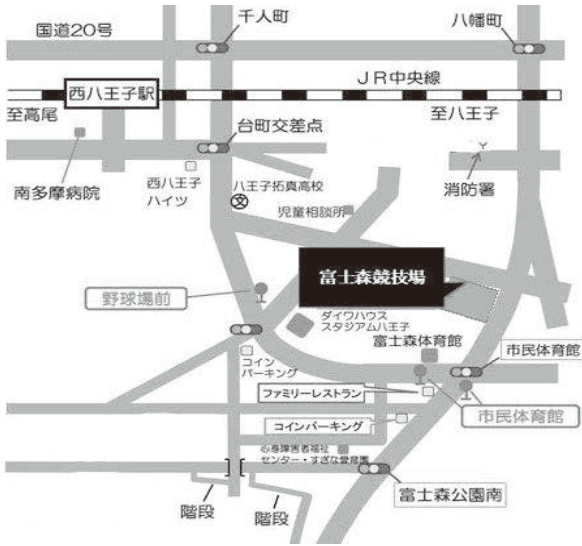 国道20号
千人町
八幡町
西八王子駅
JR中央線
至高尾
至八王子
台町交差点
南多摩病院
西八王子
ハイツ
八王子拓真高校
文
消防署
児童相談所
富士森競技場
野球場前
ダイワハウス
スタジアム八王子
富士森体育館
市民体育館
コイン
パーキング
ファミリーレストラン
市民体育館
コインパーキング
心身障害者福祉
センター・すぎな愛育園
富士森公園南
階段
階段